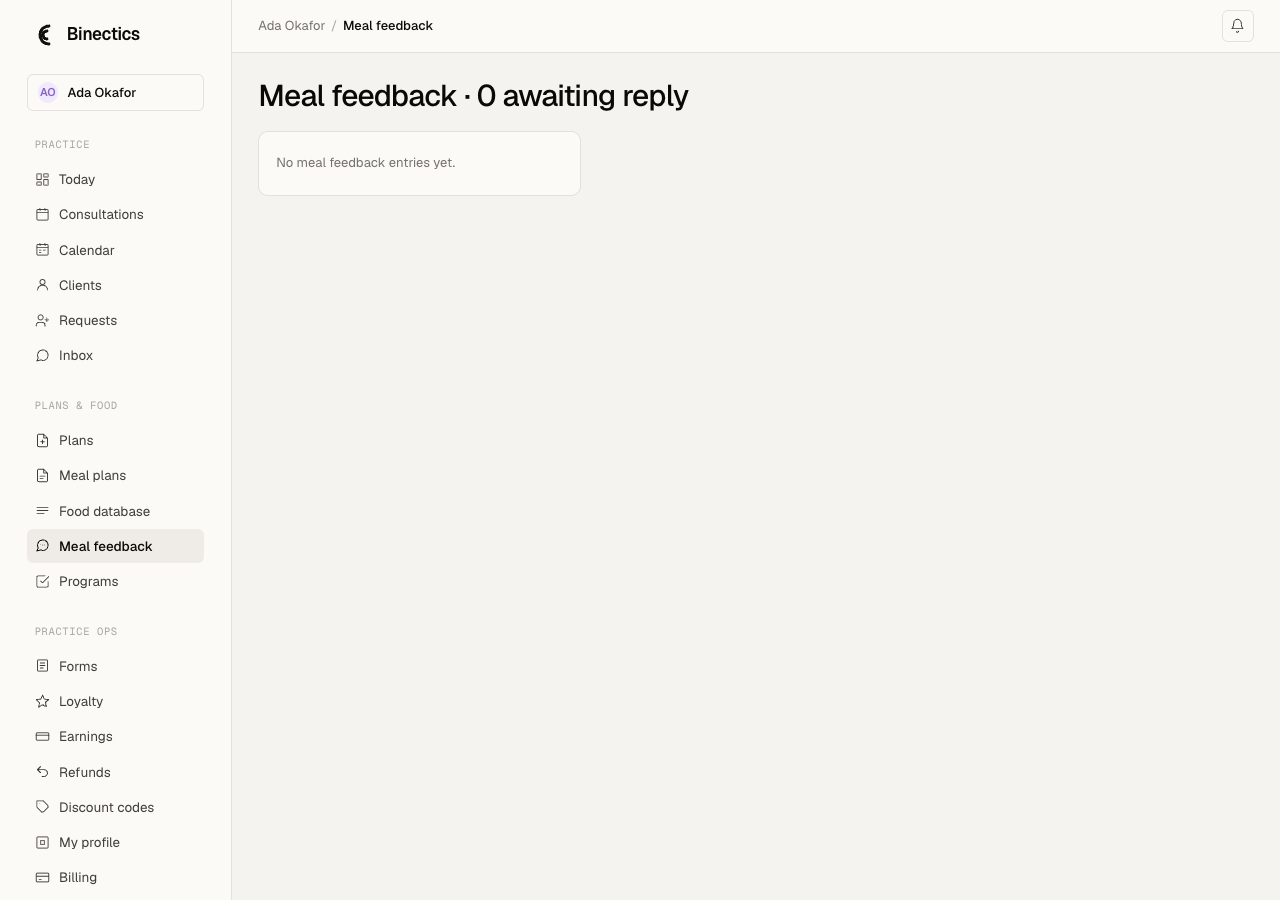 Binectics
AO Ada Okafor
PRACTICE
Today
Consultations
Calendar
Clients
Requests
Inbox
PLANS & FOOD
Plans
Meal plans
Food database
Meal feedback
Programs
PRACTICE OPS
Forms
Loyalty
Earnings
Refunds
Discount codes
My profile
Billing
Ada Okafor / Meal feedback
Meal feedback · 0 awaiting reply
No meal feedback entries yet.